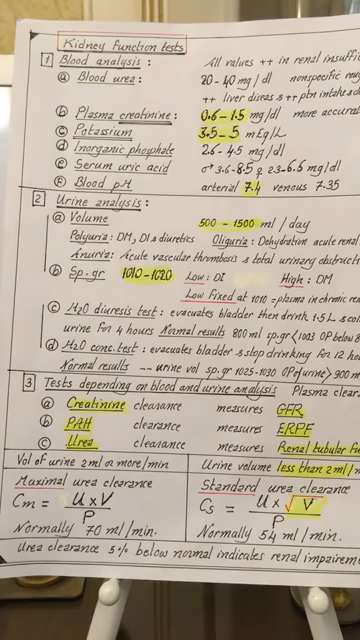 Kidney function tests
1 Blood analysis: All values ++ in renal insuffic
a Blood urea: 20-40 mg/dl nonspecific may
++ liver diseas & ++ ptn intake & d
b Plasma creatinine: 0.6-1.5 mg/dl more accura
c Potassium 3.5-5 mEq/L
d Inorganic phosphate 2.6-4.5 mg/dl
e Serum uric acid ♂ 3.6-8.5 ♀ 2.3-6.6 mg/dl
f Blood pH arterial 7.4 venous 7.35
2 Urine analysis:
a Volume 500-1500 ml/day
Polyuria: DM, DI & diuretics Oliguria: Dehydration acute renal
Anuria: Acute vascular thrombosis & total urinary obstructi
b Sp.gr 1010-1020 Low: DI High: DM
Low fixed at 1010 = plasma in chronic ren
c H2O diuresis test: evacuates bladder then drink 1.5 L & co
urine for 4 hours Normal results 800 ml sp.gr <1003 OP below 8
d H2O conc.test: evacuates bladder & stop drinking for 12 hou
Normal results -- urine vol sp.gr 1025-1030 OP of urine > 900 m
3 Tests depending on blood and urine analysis Plasma clear
a Creatinine clearance measures GFR
b PAH clearance measures ERPF
c Urea clearance measures Renal tubular fu
Vol of urine 2 ml or more/min Urine volume less than 2 ml/m
Maximal urea clearance Standard urea clearance
Cm = U x V / P Cs = U x √V / P
Normally 70 ml/min. Normally 54 ml/min.
Urea clearance 5% below normal indicates renal impairme